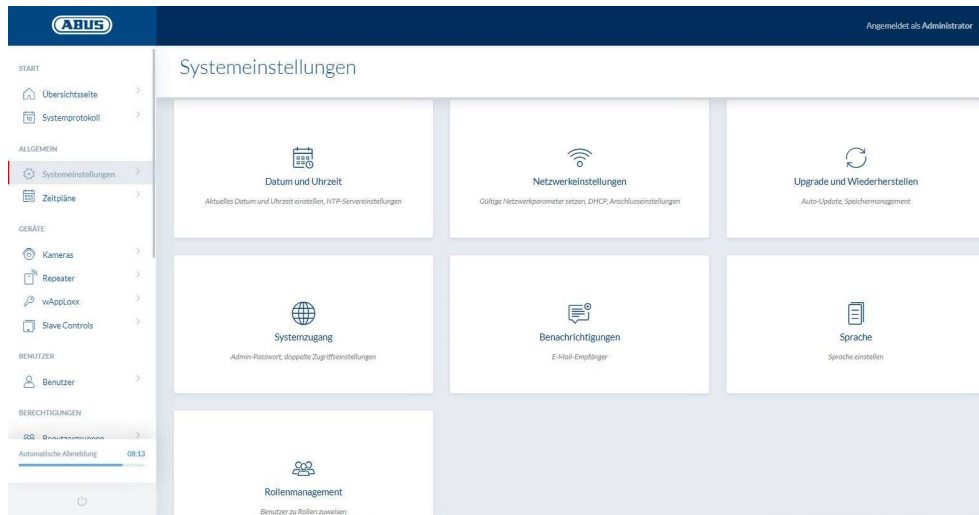 ABUS
Angemeldet als Administrator
START
Übersichtsseite
Systemprotokoll
ALLGEMEIN
Systemeinstellungen
Zeitpläne
GERÄTE
Kameras
Repeater
wAppLoxx
Slave Controls
BENUTZER
Benutzer
BERECHTIGUNGEN
Benutzergruppen
Automatische Abmeldung 08:13
Systemeinstellungen
Datum und Uhrzeit
Aktuelles Datum und Uhrzeit einstellen, NTP-Servereinstellungen
Netzwerkeinstellungen
Gültige Netzwerkparameter setzen, DHCP, Anschlusseinstellungen
Upgrade und Wiederherstellen
Auto-Update, Speichermanagement
Systemzugang
Admin-Passwort, doppelte Zugriffseinstellungen
Benachrichtigungen
E-Mail-Empfänger
Sprache
Sprache einstellen
Rollenmanagement
Benutzer zu Rollen zuweisen